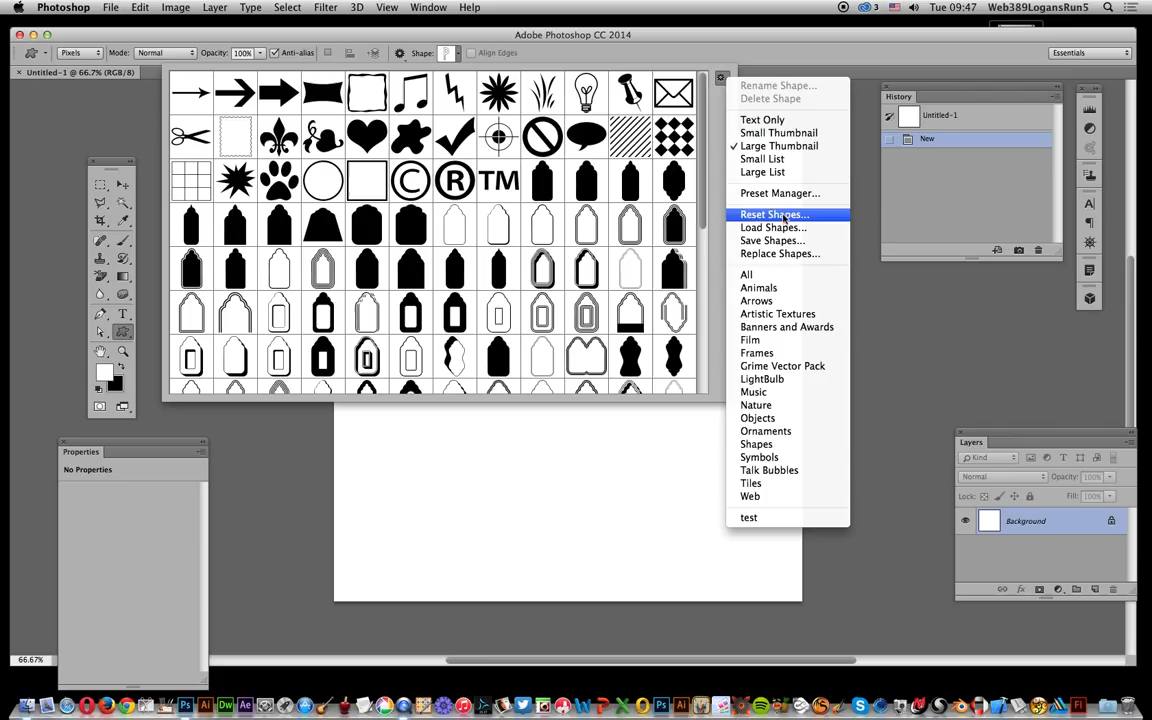 Photoshop File Edit Image Layer Type Select Filter 3D View Window Help 3 Tue 09:47 Web389LogansRun5
Adobe Photoshop CC 2014
Pixels Mode: Normal Opacity: 100% Anti-alias Shape: Align Edges Essentials
× Untitled-1 @ 66.7% (RGB/8)
© ® TM
Rename Shape...
Delete Shape
Text Only
Small Thumbnail
✓ Large Thumbnail
Small List
Large List
Preset Manager...
Reset Shapes...
Load Shapes...
Save Shapes...
Replace Shapes...
All
Animals
Arrows
Artistic Textures
Banners and Awards
Film
Frames
Grime Vector Pack
LightBulb
Music
Nature
Objects
Ornaments
Shapes
Symbols
Talk Bubbles
Tiles
Web
test
History
Untitled-1
New
Properties
No Properties
Layers
Kind
Normal Opacity: 100%
Lock: Fill: 100%
Background
66.67%